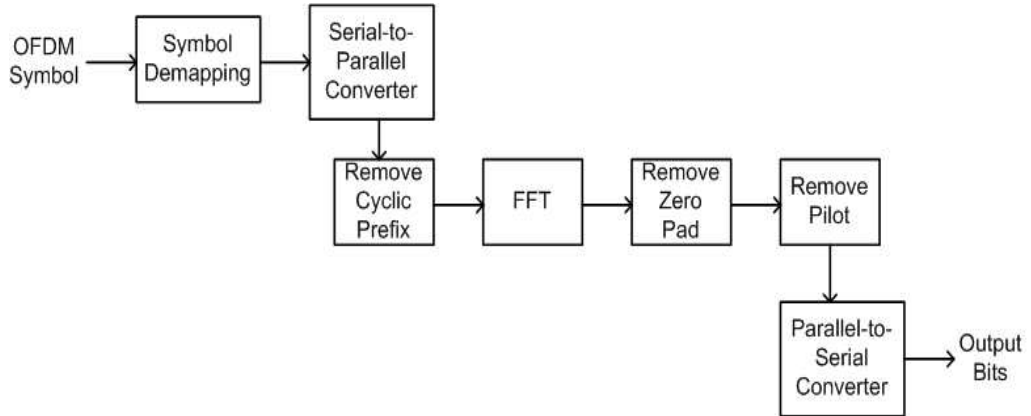 OFDM
Symbol
Symbol
Demapping
Serial-to-
Parallel
Converter
Remove
Cyclic
Prefix
FFT
Remove
Zero
Pad
Remove
Pilot
Parallel-to-
Serial
Converter
Output
Bits